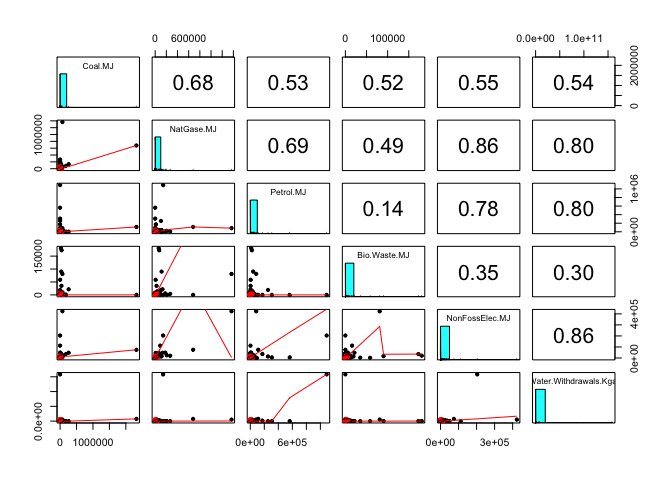 0 600000 0 100000 0.0e+00 1.0e+11
Coal.MJ 0.68 0.53 0.52 0.55 0.54 0 2000000
0 1000000 NatGase.MJ 0.69 0.49 0.86 0.80
Petrol.MJ 0.14 0.78 0.80 0e+00 1e+06
0 150000 Bio.Waste.MJ 0.35 0.30
NonFossElec.MJ 0.86 0e+00 4e+05
0.0e+00 Water.Withdrawals.Kga
0 1000000 0e+00 6e+05 0e+00 3e+05